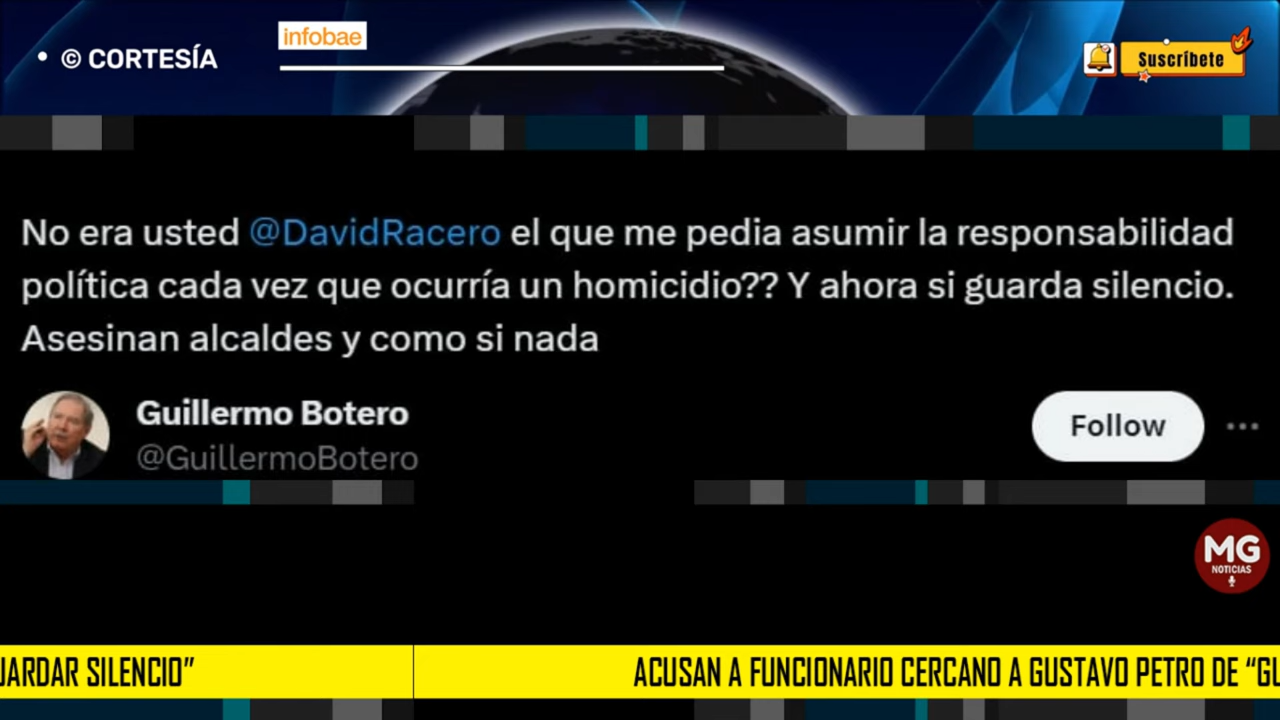 • © CORTESÍA
infobae
Suscríbete
No era usted @DavidRacero el que me pedia asumir la responsabilidad
política cada vez que ocurría un homicidio?? Y ahora si guarda silencio.
Asesinan alcaldes y como si nada
Guillermo Botero
@GuillermoBotero
Follow
MG
NOTICIAS
UARDAR SILENCIO”
ACUSAN A FUNCIONARIO CERCANO A GUSTAVO PETRO DE “GU